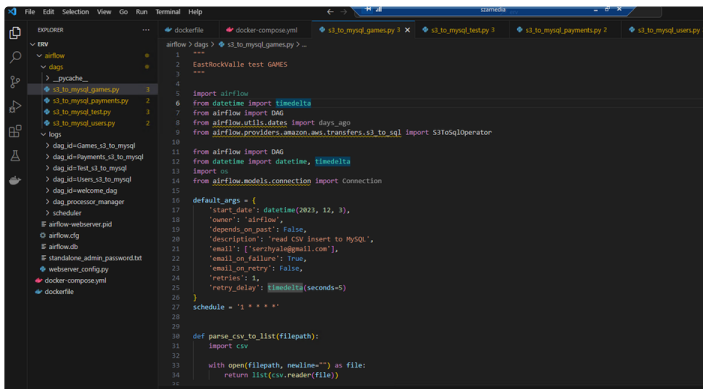 File Edit Selection View Go Run Terminal Help
szamedia
EXPLORER
dockerfile
docker-compose.yml
s3_to_mysql_games.py 3
s3_to_mysql_test.py 3
s3_to_mysql_payments.py 2
s3_to_mysql_users.py
ERV
airflow
dags
__pycache__
s3_to_mysql_games.py 3
s3_to_mysql_payments.py 2
s3_to_mysql_test.py 3
s3_to_mysql_users.py 2
logs
dag_id=Games_s3_to_mysql
dag_id=Payments_s3_to_mysql
dag_id=Test_s3_to_mysql
dag_id=Users_s3_to_mysql
dag_id=welcome_dag
dag_processor_manager
scheduler
airflow-webserver.pid
airflow.cfg
airflow.db
standalone_admin_password.txt
webserver_config.py
docker-compose.yml
dockerfile
airflow > dags > s3_to_mysql_games.py > ...
1 """
2 EastRockValle test GAMES
3 """
4
5 import airflow
6 from datetime import timedelta
7 from airflow import DAG
8 from airflow.utils.dates import days_ago
9 from airflow.providers.amazon.aws.transfers.s3_to_sql import S3ToSqlOperator
10
11 from airflow import DAG
12 from datetime import datetime, timedelta
13 import os
14 from airflow.models.connection import Connection
15
16 default_args = {
17 'start_date': datetime(2023, 12, 3),
18 'owner': 'airflow',
19 'depends_on_past': False,
20 'description': 'read CSV insert to MySQL',
21 'email': ['serzhyale@gmail.com'],
22 'email_on_failure': True,
23 'email_on_retry': False,
24 'retries': 1,
25 'retry_delay': timedelta(seconds=5)
26 }
27 schedule = '1 * * * *'
28
29
30 def parse_csv_to_list(filepath):
31 import csv
32
33 with open(filepath, newline="") as file:
34 return list(csv.reader(file))